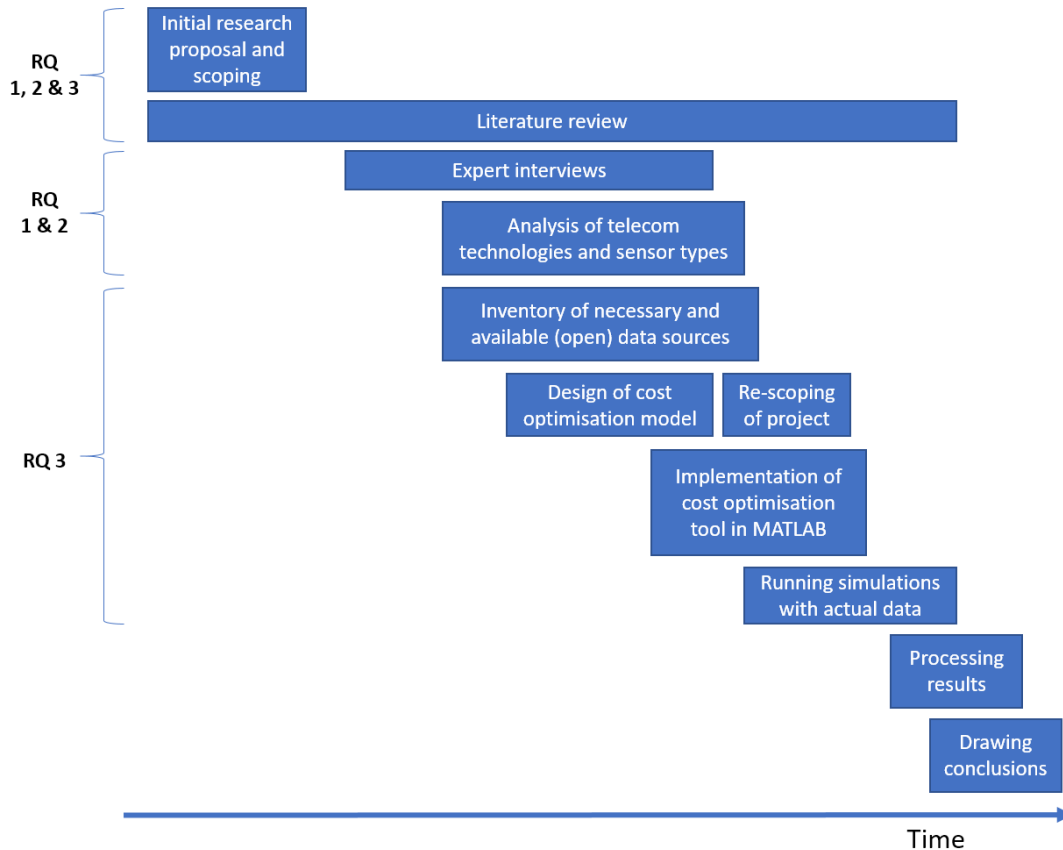 Initial research
proposal and
scoping
RQ
1, 2 & 3
Literature review
Expert interviews
RQ
1 & 2
Analysis of telecom
technologies and sensor types
Inventory of necessary and
available (open) data sources
Design of cost
optimisation model
Re-scoping
of project
RQ 3
Implementation of
cost optimisation
tool in MATLAB
Running simulations
with actual data
Processing
results
Drawing
conclusions
Time